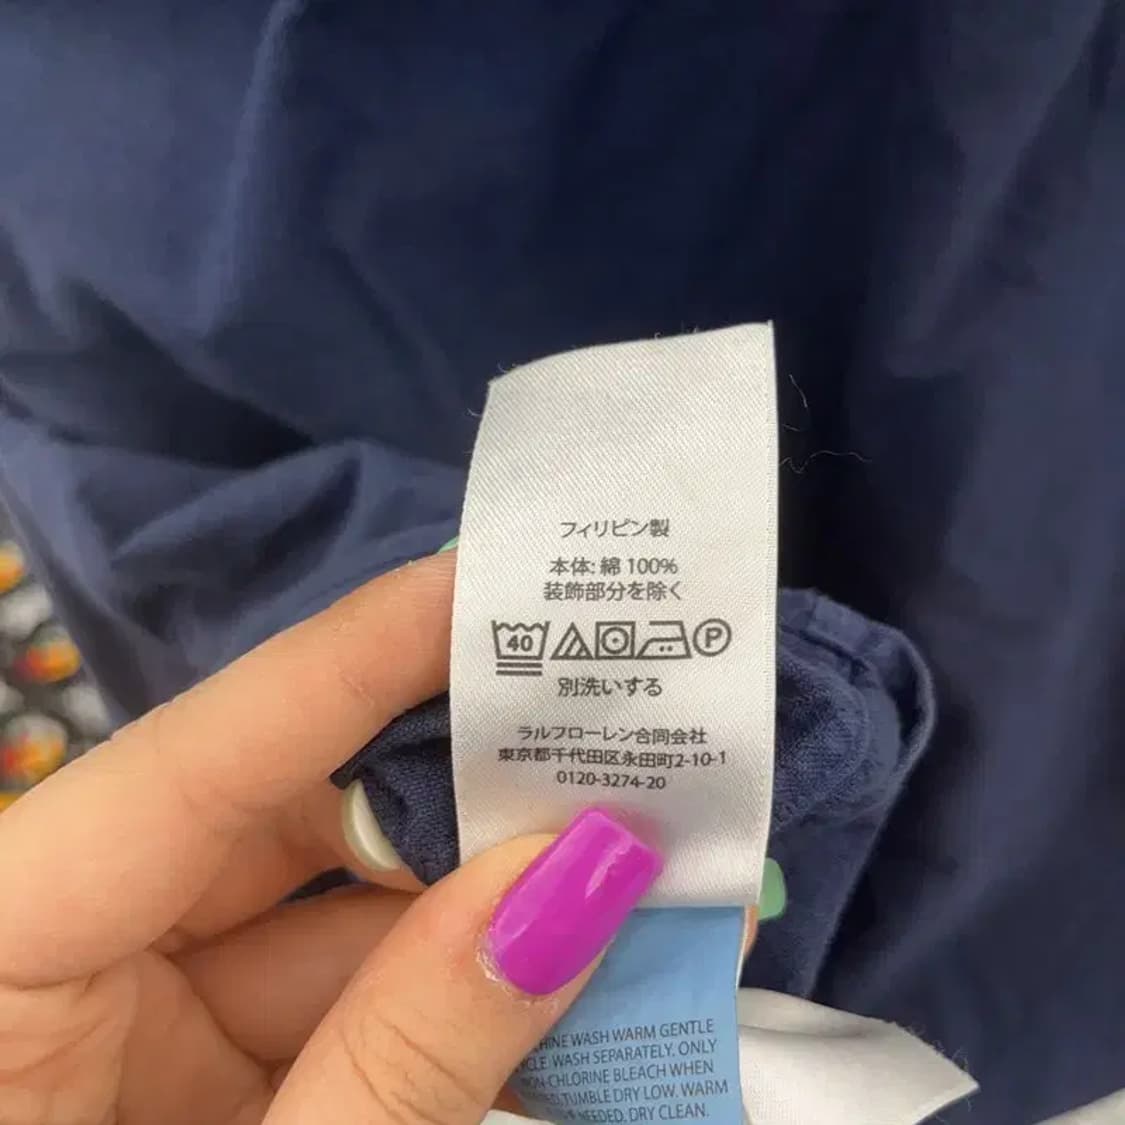 フィリピン製
本体: 綿 100%
装飾部分を除く
40 P
別洗いする
ラルフローレン合同会社
東京都千代田区永田町2-10-1
0120-3274-20
WASH WARM GENTLE
WASH SEPARATELY. ONLY
NON-CHLORINE BLEACH WHEN
TUMBLE DRY LOW. WARM
NEEDED. DRY CLEAN.